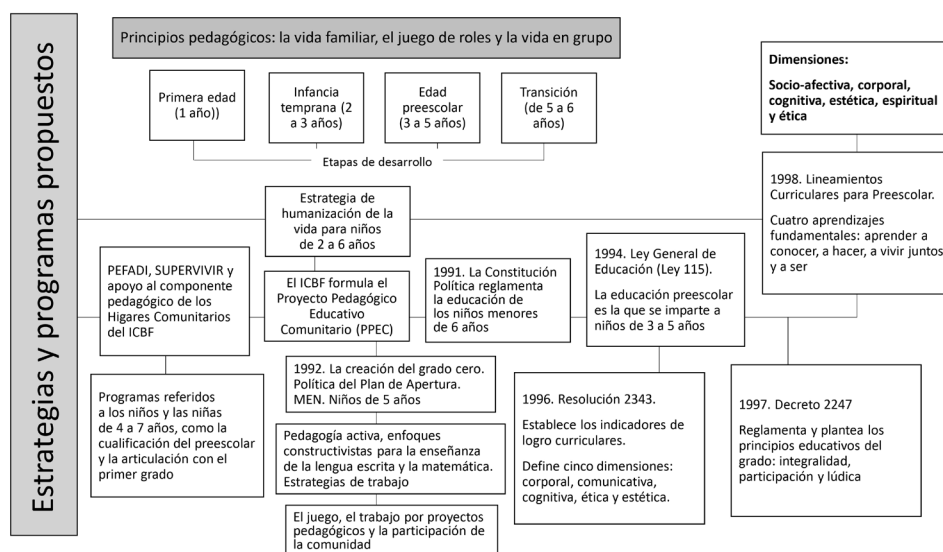 Estrategias y programas propuestos
Principios pedagógicos: la vida familiar, el juego de roles y la vida en grupo
Primera edad
(1 año))
Infancia
temprana (2
a 3 años)
Edad
preescolar
(3 a 5 años)
Transición
(de 5 a 6
años)
Etapas de desarrollo
Dimensiones:
Socio-afectiva, corporal,
cognitiva, estética, espiritual
y ética
1998. Lineamientos
Curriculares para Preescolar.
Cuatro aprendizajes
fundamentales: aprender a
conocer, a hacer, a vivir juntos
y a ser
Estrategia de
humanización de la
vida para niños
de 2 a 6 años
PEFADI, SUPERVIVIR y
apoyo al componente
pedagógico de los
Higares Comunitarios
del ICBF
El ICBF formula el
Proyecto Pedagógico
Educativo
Comunitario (PPEC)
1991. La Constitución
Política reglamenta
la educación de
los niños menores
de 6 años
1994. Ley General de
Educación (Ley 115).
La educación preescolar
es la que se imparte a
niños de 3 a 5 años
Programas referidos
a los niños y las niñas
de 4 a 7 años, como la
cualificación del preescolar
y la articulación con el
primer grado
1992. La creación del grado cero.
Política del Plan de Apertura.
MEN. Niños de 5 años
Pedagogía activa, enfoques
constructivistas para la enseñanza
de la lengua escrita y la matemática.
Estrategias de trabajo
El juego, el trabajo por proyectos
pedagógicos y la participación de
la comunidad
1996. Resolución 2343.
Establece los indicadores de
logro curriculares.
Define cinco dimensiones:
corporal, comunicativa,
cognitiva, ética y estética.
1997. Decreto 2247
Reglamenta y plantea los
principios educativos del
grado: integralidad,
participación y lúdica